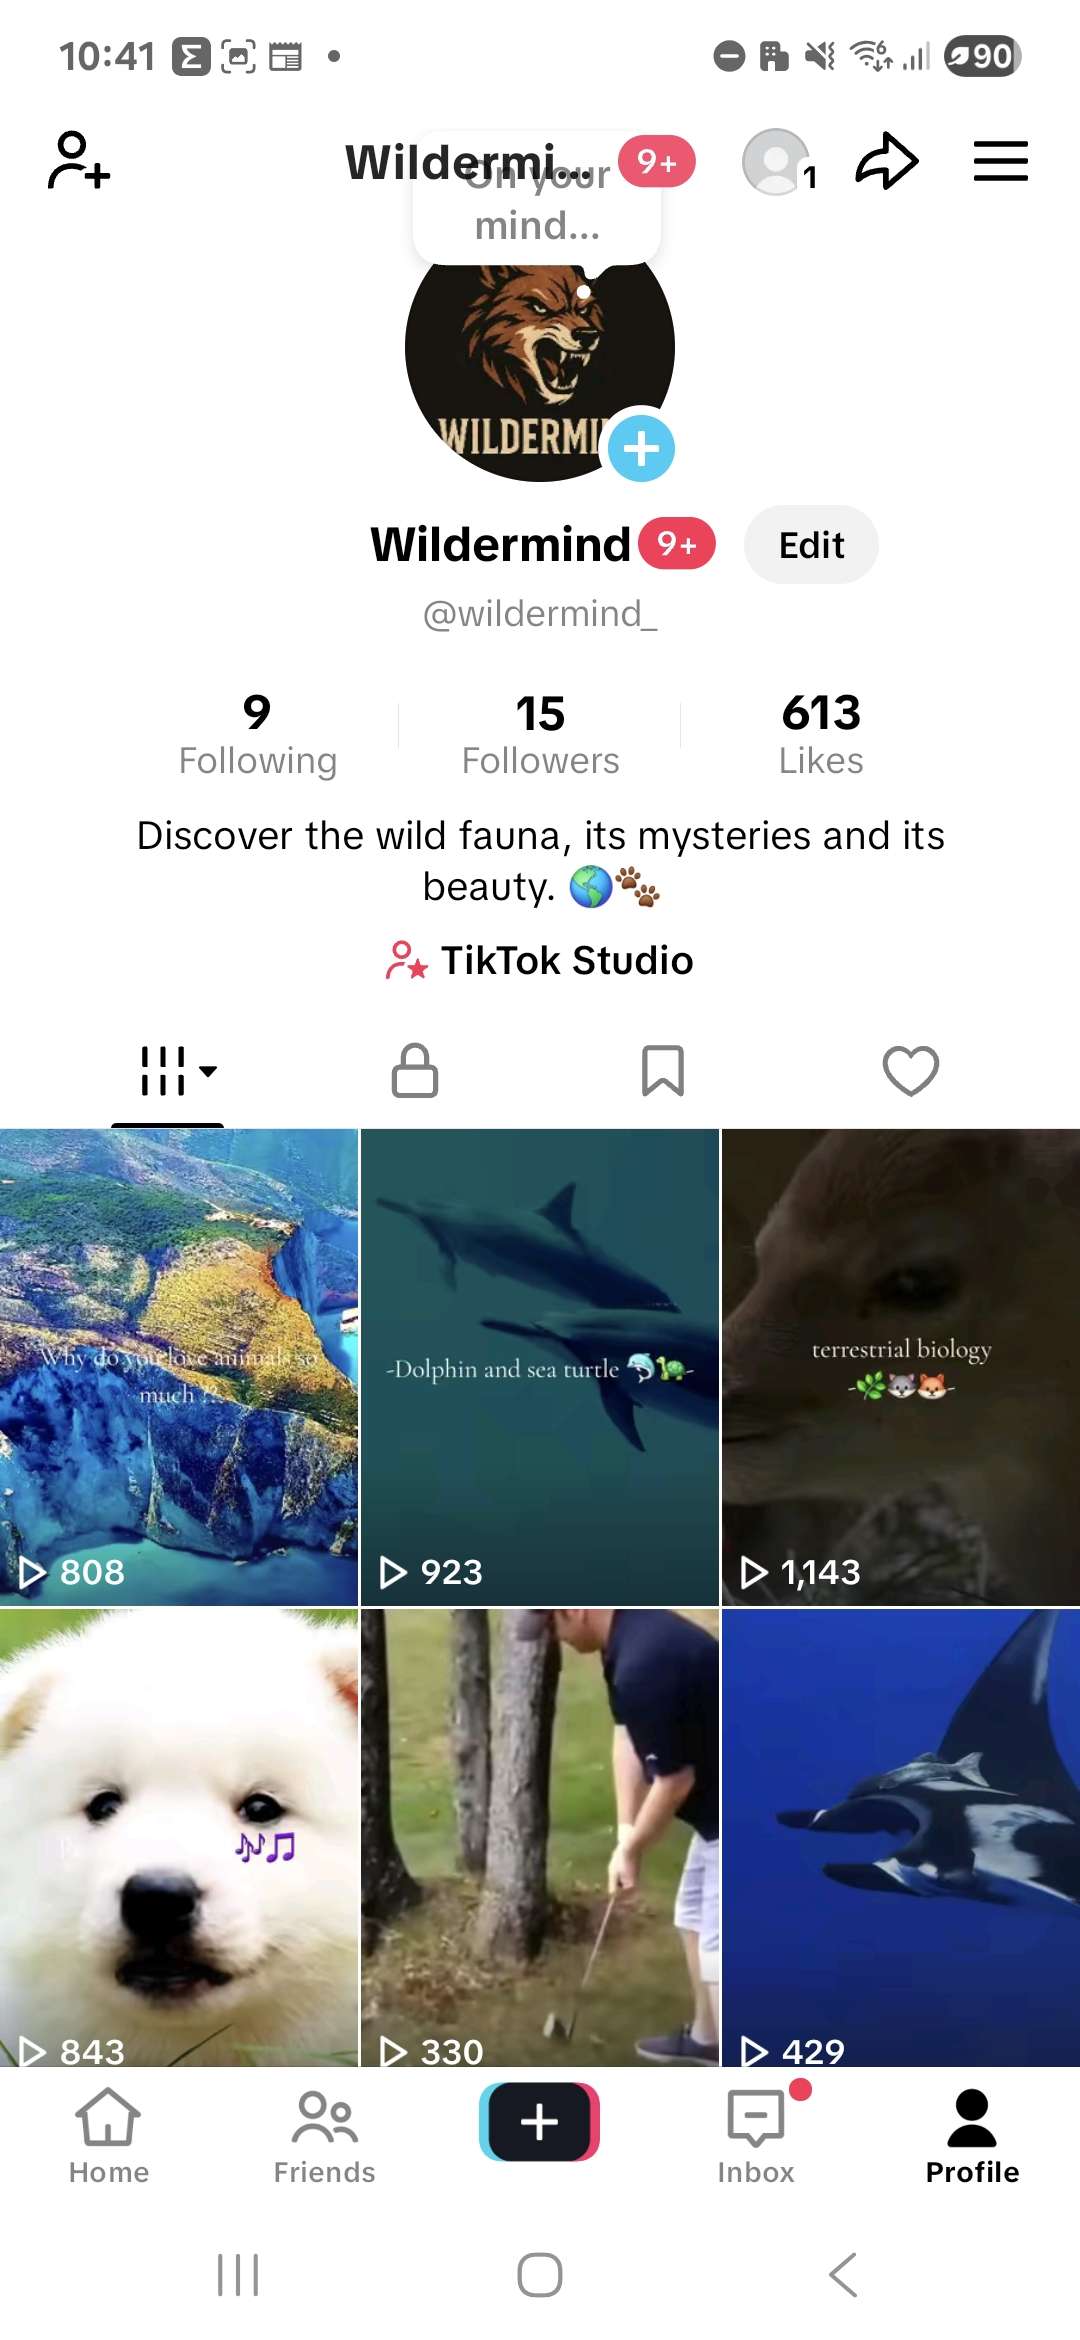 10:41
90
Wildermi...
9+
1
On your
mind...
WILDERMI
Wildermind
9+
Edit
@wildermind_
9
15
613
Following
Followers
Likes
Discover the wild fauna, its mysteries and its
beauty. 🌎🐾
TikTok Studio
Why do you love animals so
much ??
-Dolphin and sea turtle 🐬🐢-
terrestrial biology
-🌿🐺🦊-
808
923
1,143
🎶🎵
843
330
429
Home
Friends
Inbox
Profile